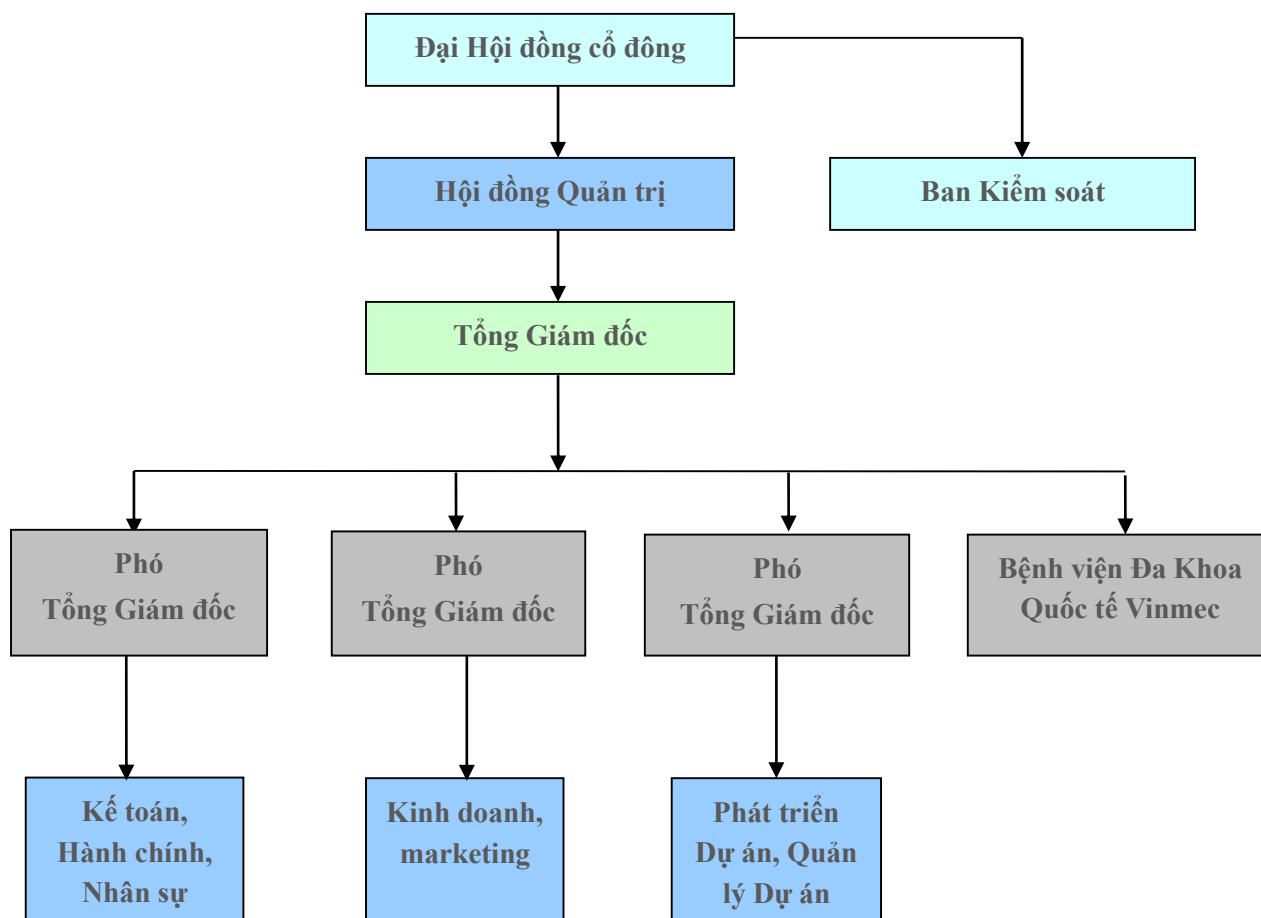 Đại Hội đồng cổ đông
Hội đồng Quản trị
Ban Kiểm soát
Tổng Giám đốc
Phó
Tổng Giám đốc
Phó
Tổng Giám đốc
Phó
Tổng Giám đốc
Bệnh viện Đa Khoa
Quốc tế Vinmec
Kế toán,
Hành chính,
Nhân sự
Kinh doanh,
marketing
Phát triển
Dự án, Quản
lý Dự án